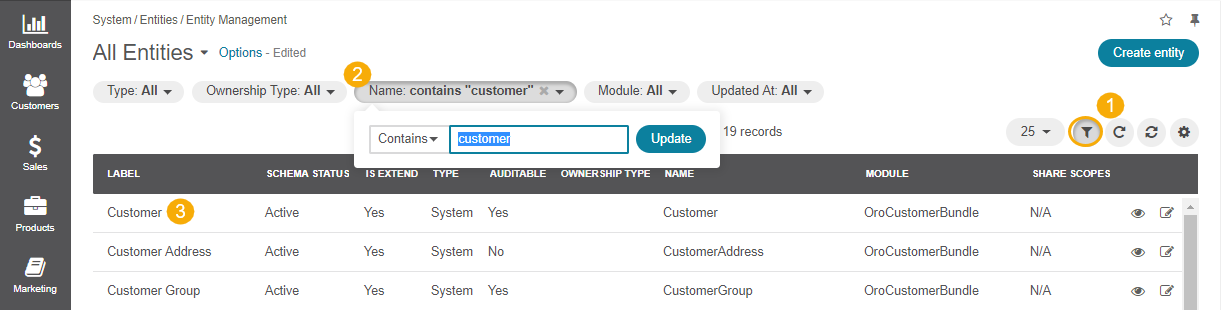 System / Entities / Entity Management
Dashboards
Customers
Sales
Products
Marketing
All Entities Options - Edited
Create entity
2
Type: All Ownership Type: All Name: contains "customer" Module: All Updated At: All
1
Contains customer Update 19 records 25
LABEL SCHEMA STATUS IS EXTEND TYPE AUDITABLE OWNERSHIP TYPE NAME MODULE SHARE SCOPES
Customer 3 Active Yes System Yes Customer OroCustomerBundle N/A
Customer Address Active Yes System No CustomerAddress OroCustomerBundle N/A
Customer Group Active Yes System Yes CustomerGroup OroCustomerBundle N/A